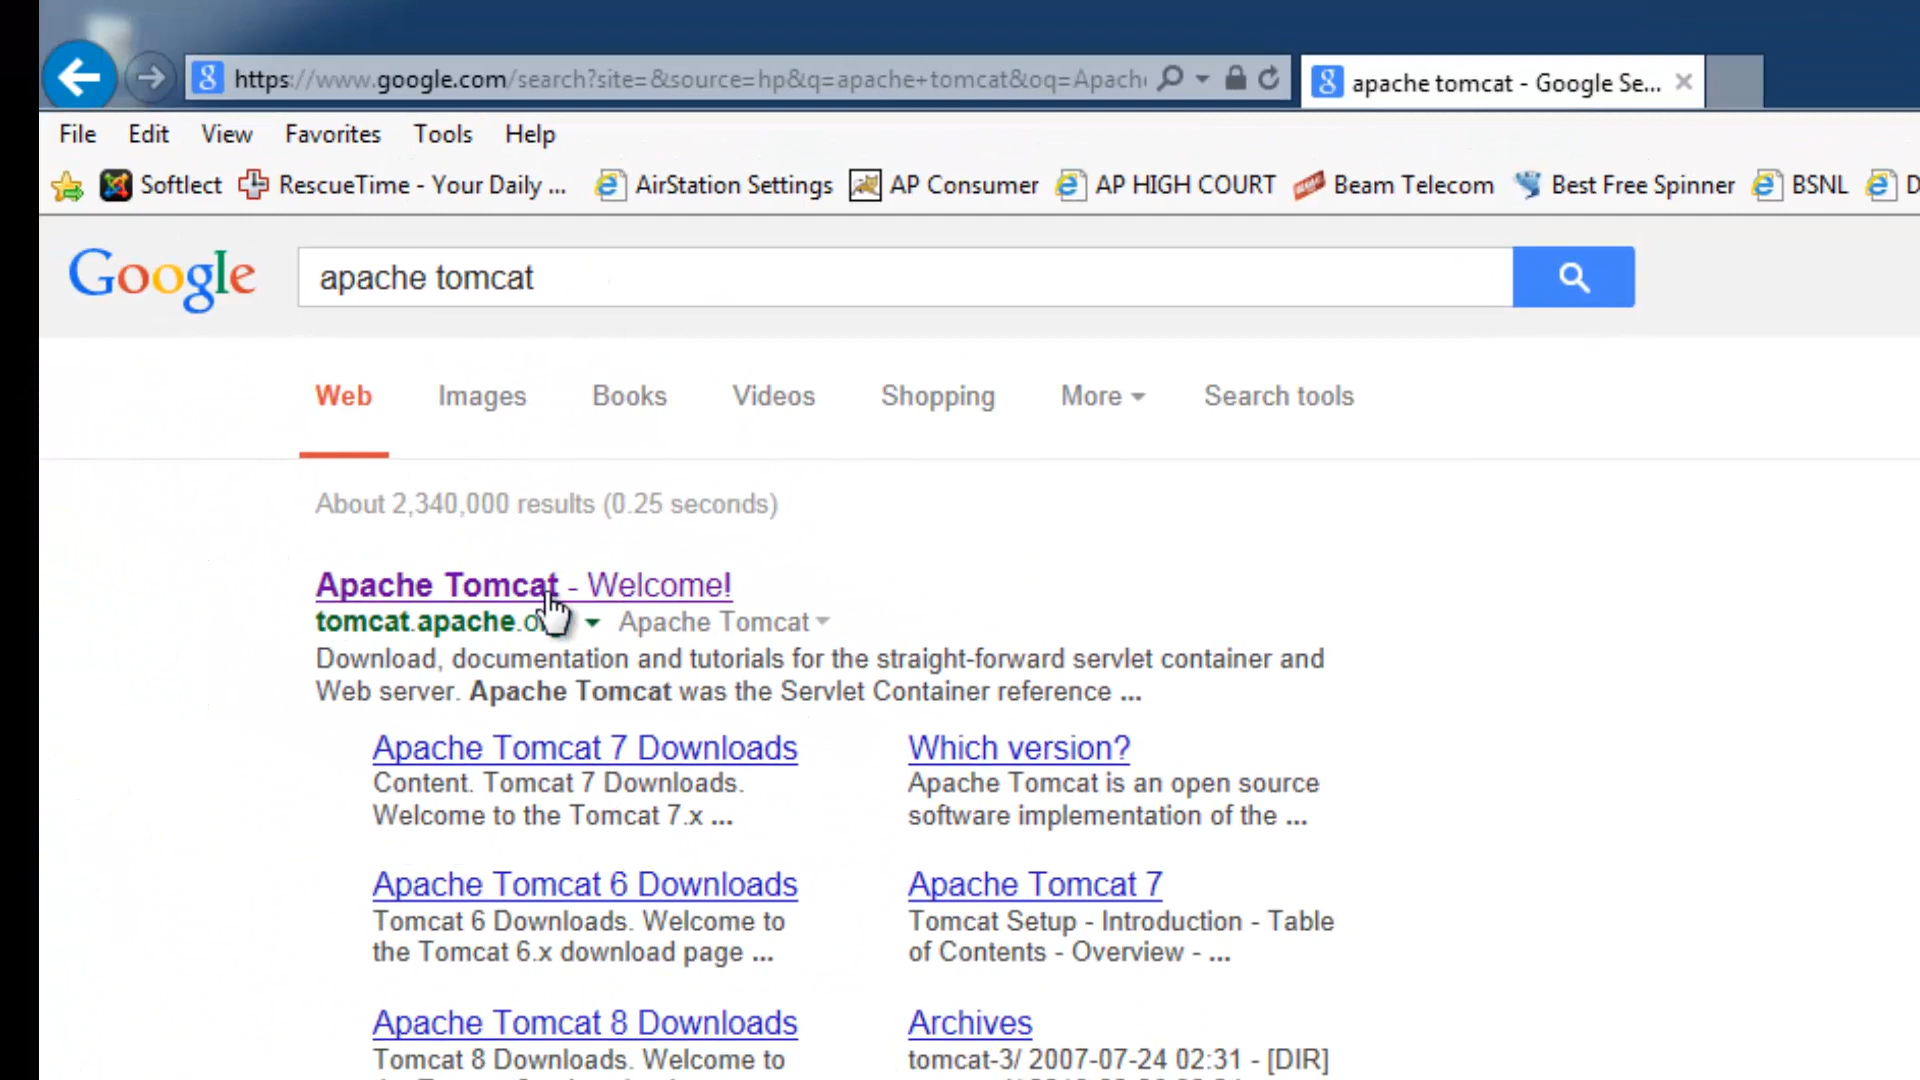 https://www.google.com/search?site=&source=hp&q=apache+tomcat&oq=Apach
apache tomcat - Google Se...
File Edit View Favorites Tools Help
Softlect RescueTime - Your Daily ... AirStation Settings AP Consumer AP HIGH COURT Beam Telecom Best Free Spinner BSNL D
Google apache tomcat
Web Images Books Videos Shopping More Search tools
About 2,340,000 results (0.25 seconds)
Apache Tomcat - Welcome!
tomcat.apache.o Apache Tomcat
Download, documentation and tutorials for the straight-forward servlet container and
Web server. Apache Tomcat was the Servlet Container reference ...
Apache Tomcat 7 Downloads
Content. Tomcat 7 Downloads.
Welcome to the Tomcat 7.x ...
Which version?
Apache Tomcat is an open source
software implementation of the ...
Apache Tomcat 6 Downloads
Tomcat 6 Downloads. Welcome to
the Tomcat 6.x download page ...
Apache Tomcat 7
Tomcat Setup - Introduction - Table
of Contents - Overview - ...
Apache Tomcat 8 Downloads
Tomcat 8 Downloads. Welcome to
Archives
tomcat-3/ 2007-07-24 02:31 - [DIR]